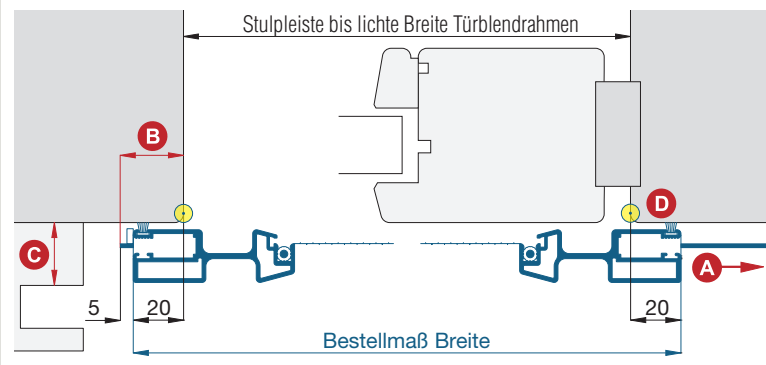 Stulpleiste bis lichte Breite Türblendrahmen
B
D
C
A
5
20
20
Bestellmaß Breite